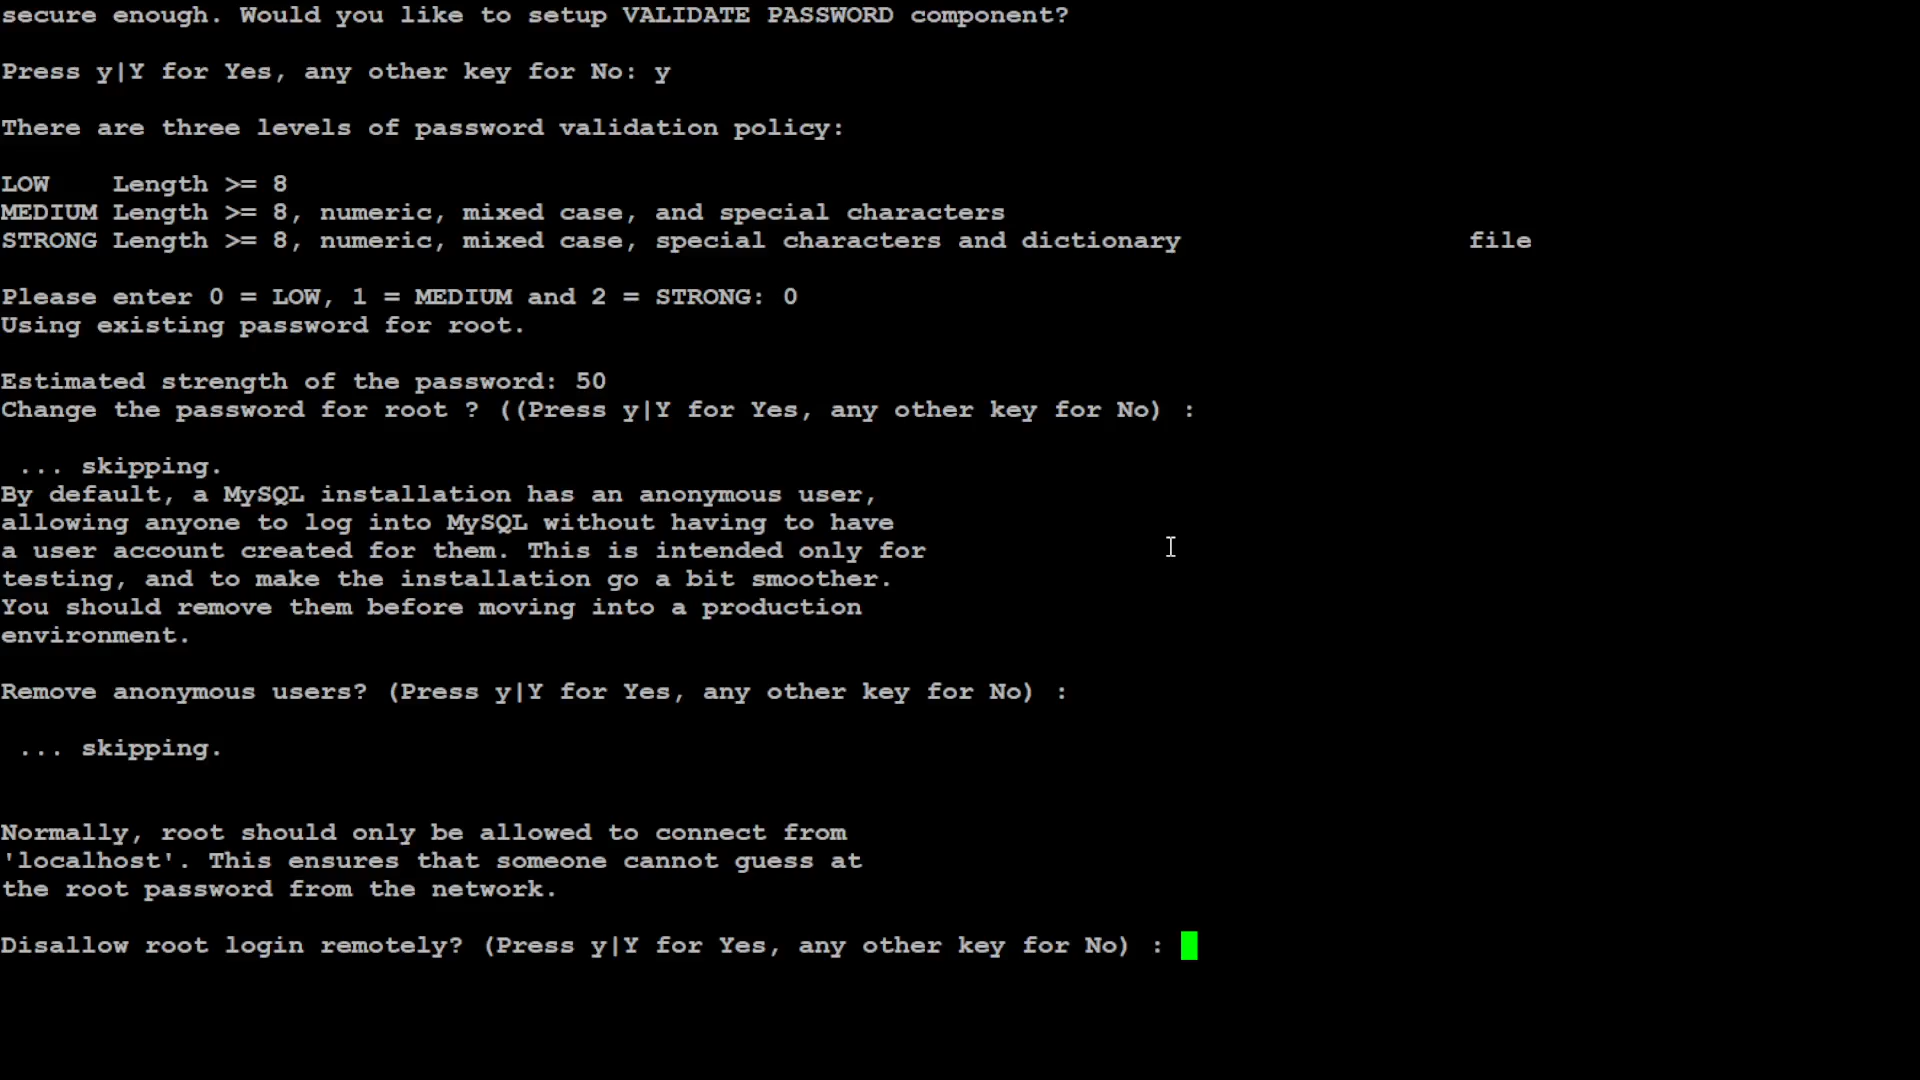 secure enough. Would you like to setup VALIDATE PASSWORD component?
Press y|Y for Yes, any other key for No: y
There are three levels of password validation policy:
LOW    Length >= 8
MEDIUM Length >= 8, numeric, mixed case, and special characters
STRONG Length >= 8, numeric, mixed case, special characters and dictionary                  file
Please enter 0 = LOW, 1 = MEDIUM and 2 = STRONG: 0
Using existing password for root.
Estimated strength of the password: 50
Change the password for root ? ((Press y|Y for Yes, any other key for No) :
 ... skipping.
By default, a MySQL installation has an anonymous user,
allowing anyone to log into MySQL without having to have
a user account created for them. This is intended only for
testing, and to make the installation go a bit smoother.
You should remove them before moving into a production
environment.
Remove anonymous users? (Press y|Y for Yes, any other key for No) :
 ... skipping.
Normally, root should only be allowed to connect from
'localhost'. This ensures that someone cannot guess at
the root password from the network.
Disallow root login remotely? (Press y|Y for Yes, any other key for No) :